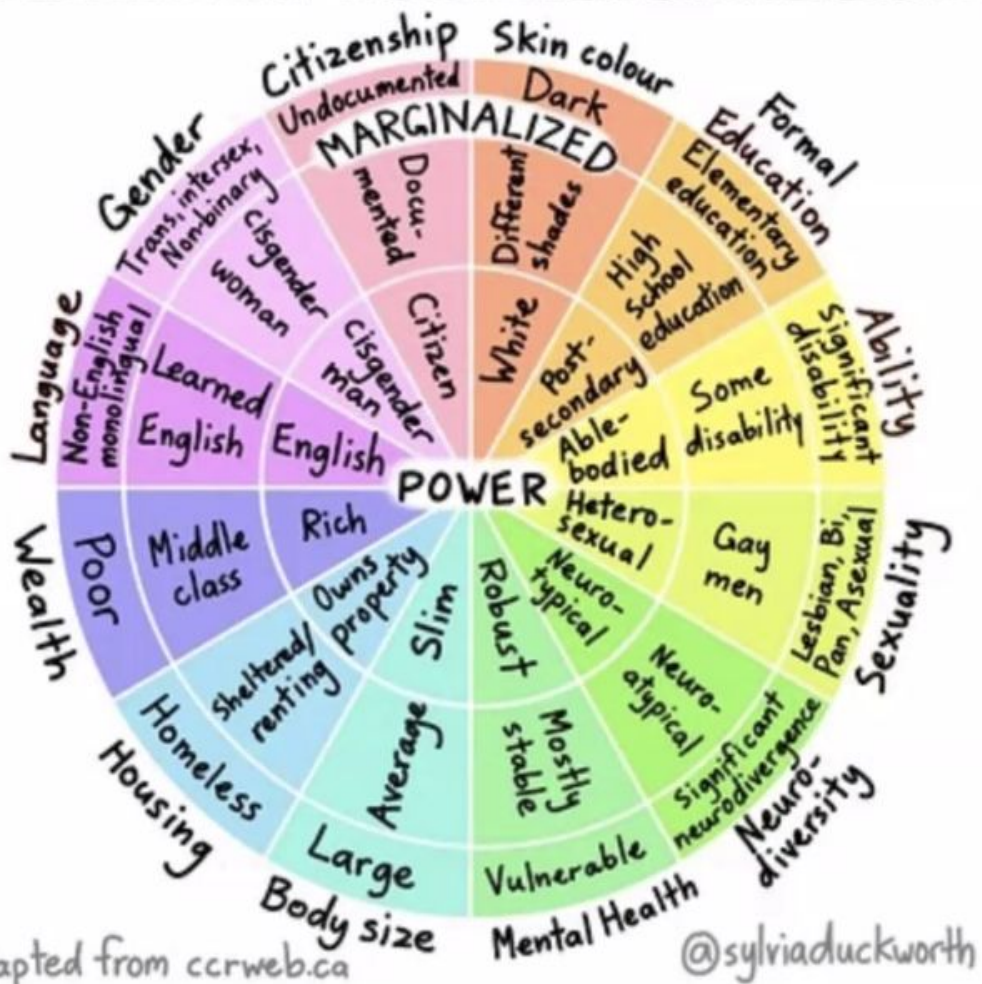 Citizenship
Undocumented
MARGINALIZED
Docu-
mented
Citizen
Skin colour
Dark
Different
shades
White
Formal
Education
Elementary
education
High
School
education
Post-
secondary
Ability
Significant
disability
Some
disability
Able-
bodied
Sexuality
Lesbian, Bi,
Pan, Asexual
Gay
men
Hetero-
sexual
Neuro-
diversity
Significant
neurodivergence
Neuro-
atypical
Neuro-
typical
Mental Health
Vulnerable
Mostly
stable
Robust
Body size
Large
Average
Slim
Housing
Homeless
Sheltered/
renting
Owns
property
Wealth
Poor
Middle
class
Rich
Language
Non-English
monolingual
Learned
English
English
Gender
Trans, intersex,
Non-binary
Cisgender
woman
Cisgender
man
POWER
apted from ccrweb.ca
@sylviaduckworth